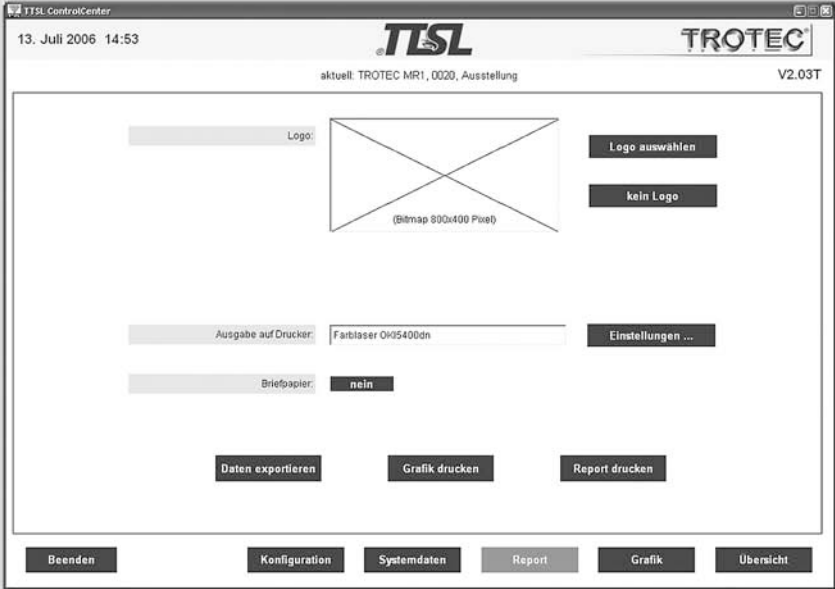 TTSL ControlCenter
13. Juli 2006 14:53
TTSL
TROTEC
aktuell: TROTEC MR1, 0020, Ausstellung
V2.03T
Logo:
(Bitmap 800x400 Pixel)
Logo auswählen
kein Logo
Ausgabe auf Drucker:
Farblaser OKI5400dn
Einstellungen ...
Briefpapier:
nein
Daten exportieren
Grafik drucken
Report drucken
Beenden
Konfiguration
Systemdaten
Report
Grafik
Übersicht